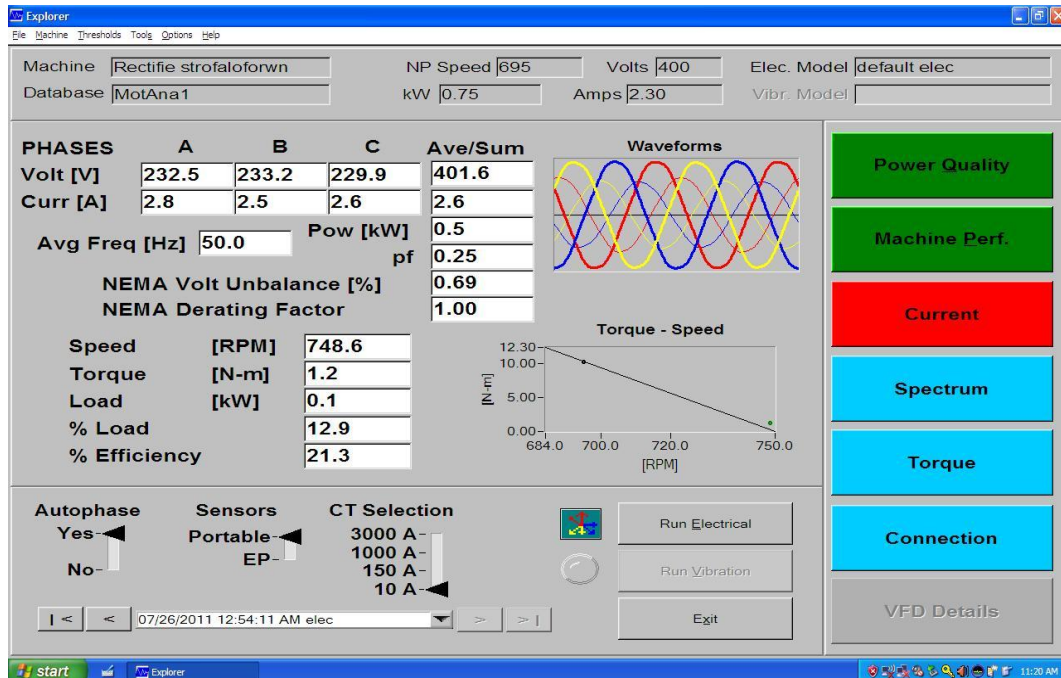 Explorer
File Machine Thresholds Tools Options Help
Machine Rectifie strofaloforwn NP Speed 695 Volts 400 Elec. Model default elec
Database MotAna1 kW 0.75 Amps 2.30 Vibr. Model
PHASES A B C Ave/Sum
Volt [V] 232.5 233.2 229.9 401.6
Curr [A] 2.8 2.5 2.6 2.6
Avg Freq [Hz] 50.0 Pow [kW] 0.5
pf 0.25
NEMA Volt Unbalance [%] 0.69
NEMA Derating Factor 1.00
Speed [RPM] 748.6
Torque [N-m] 1.2
Load [kW] 0.1
% Load 12.9
% Efficiency 21.3
Waveforms
Torque - Speed
12.30
10.00
5.00
0.00
[N-m]
684.0 700.0 720.0 750.0
[RPM]
Power Quality
Machine Perf.
Current
Spectrum
Torque
Connection
VFD Details
Autophase Sensors CT Selection
Yes Portable 3000 A
EP 1000 A
No 150 A
10 A
Run Electrical
Run Vibration
Exit
|< < 07/26/2011 12:54:11 AM elec > >|
start Explorer 11:20 AM